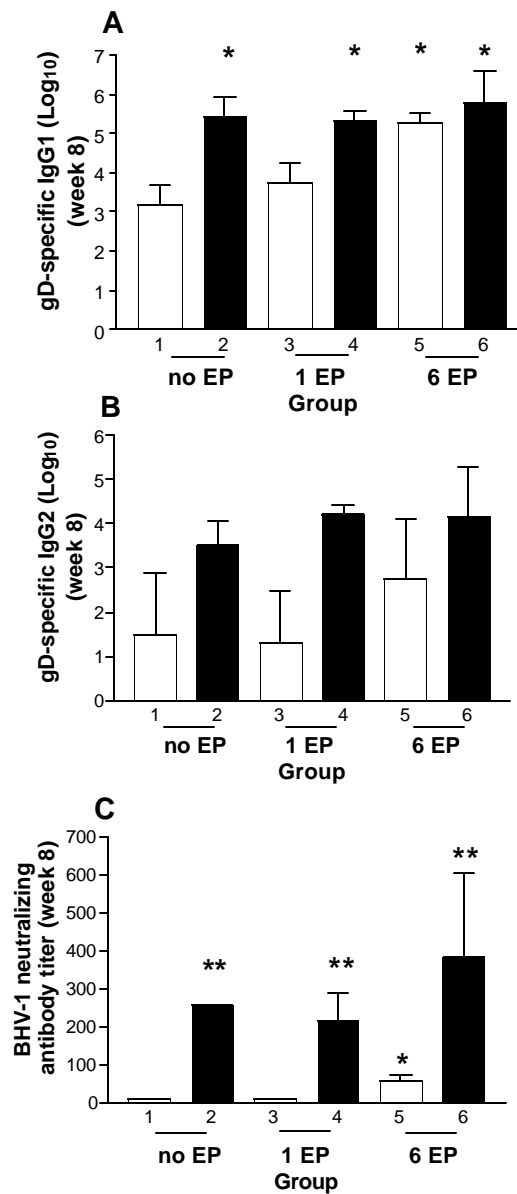 A
gD-specific IgG1 (Log10)
(week 8)
7
6
5
4
3
2
1
0
* * * *
1 2 3 4 5 6
no EP 1 EP 6 EP
Group
B
gD-specific IgG2 (Log10)
(week 8)
6
5
4
3
2
1
0
1 2 3 4 5 6
no EP 1 EP 6 EP
Group
C
BHV-1 neutralizing
antibody titer (week 8)
700
600
500
400
300
200
100
0
** ** * **
1 2 3 4 5 6
no EP 1 EP 6 EP
Group